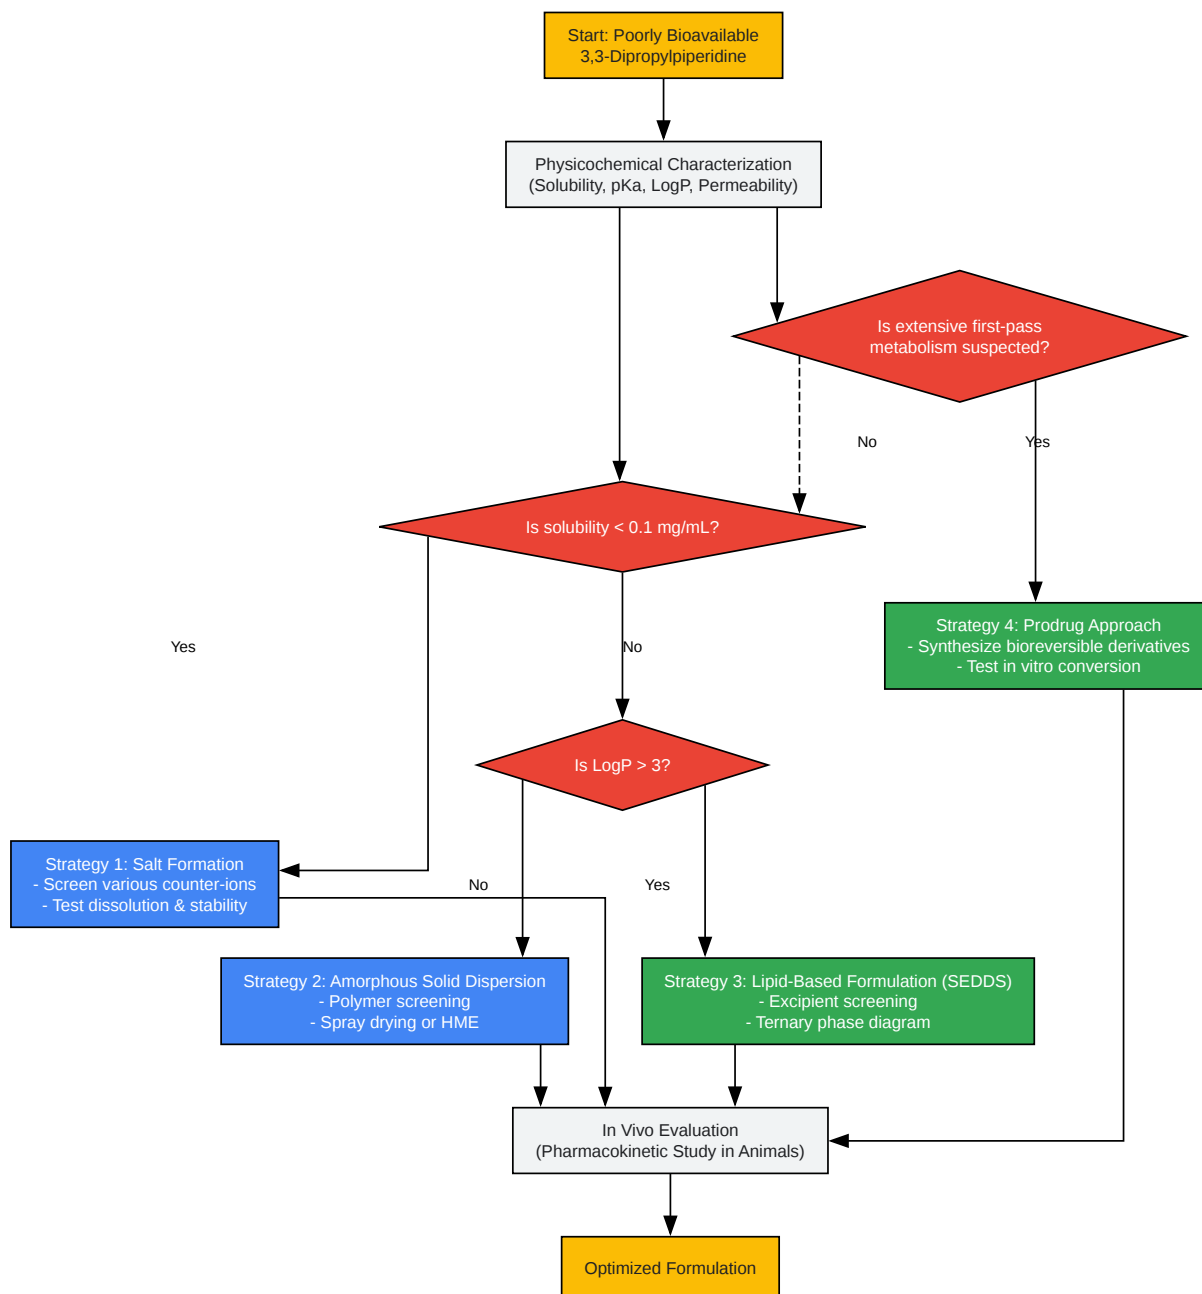 Start: Poorly Bioavailable
3,3-Dipropylpiperidine
Physicochemical Characterization
(Solubility, pKa, LogP, Permeability)
Is extensive first-pass
metabolism suspected?
No
Yes
Is solubility < 0.1 mg/mL?
Yes
No
Strategy 4: Prodrug Approach
- Synthesize bioreversible derivatives
- Test in vitro conversion
Is LogP > 3?
Strategy 1: Salt Formation
- Screen various counter-ions
- Test dissolution & stability
No
Yes
Strategy 2: Amorphous Solid Dispersion
- Polymer screening
- Spray drying or HME
Strategy 3: Lipid-Based Formulation (SEDDS)
- Excipient screening
- Ternary phase diagram
In Vivo Evaluation
(Pharmacokinetic Study in Animals)
Optimized Formulation